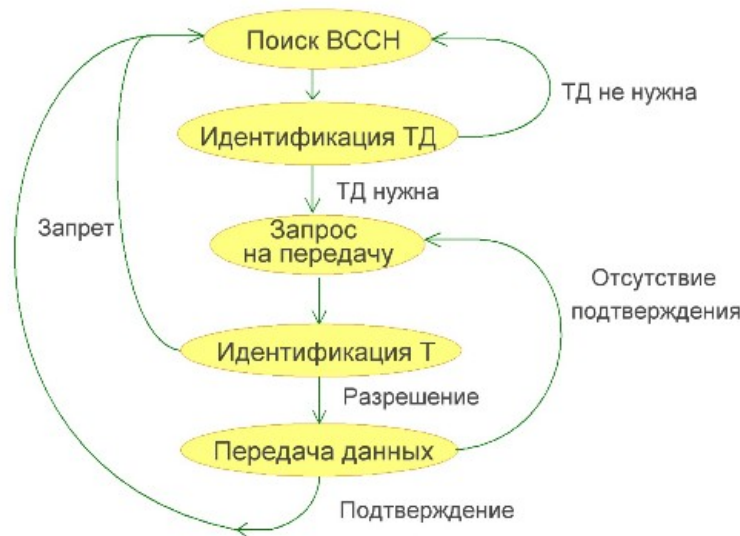 Поиск ВССН
ТД не нужна
Идентификация ТД
ТД нужна
Запрет
Запрос
на передачу
Отсутствие
подтверждения
Идентификация Т
Разрешение
Передача данных
Подтверждение